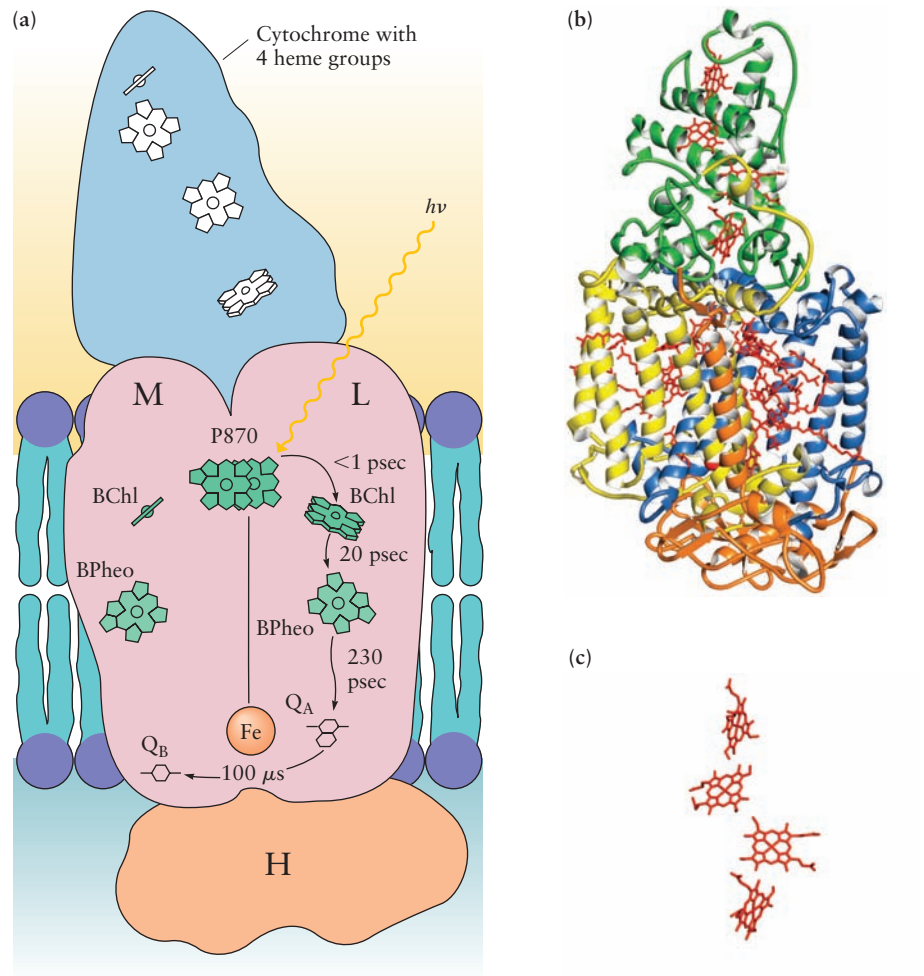 (a)
Cytochrome with
4 heme groups
hν
M
L
P870
<1 psec
BChl
BChl
20 psec
BPheo
BPheo
230
psec
QA
Fe
QB
100 μs
H
(b)
(c)